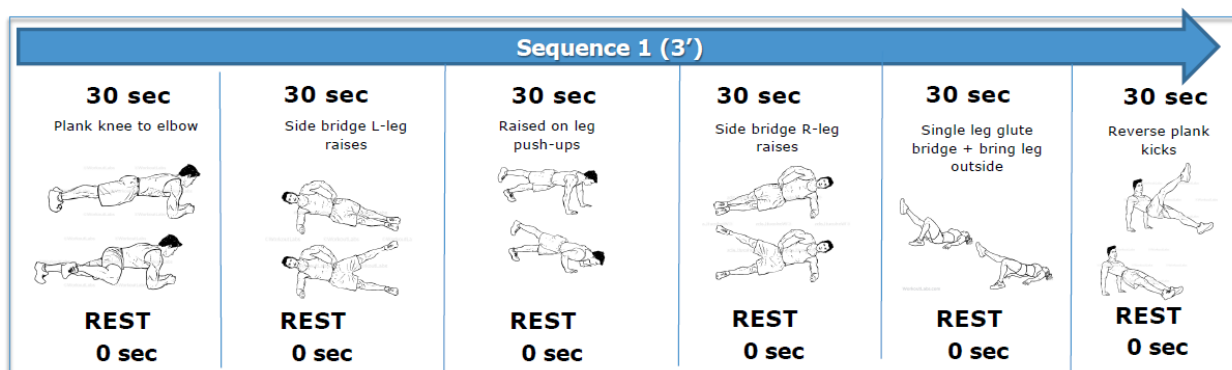 Sequence 1 (3’)
30 sec
Plank knee to elbow
REST
0 sec
30 sec
Side bridge L-leg
raises
REST
0 sec
30 sec
Raised on leg
push-ups
REST
0 sec
30 sec
Side bridge R-leg
raises
REST
0 sec
30 sec
Single leg glute
bridge + bring leg
outside
REST
0 sec
30 sec
Reverse plank
kicks
REST
0 sec